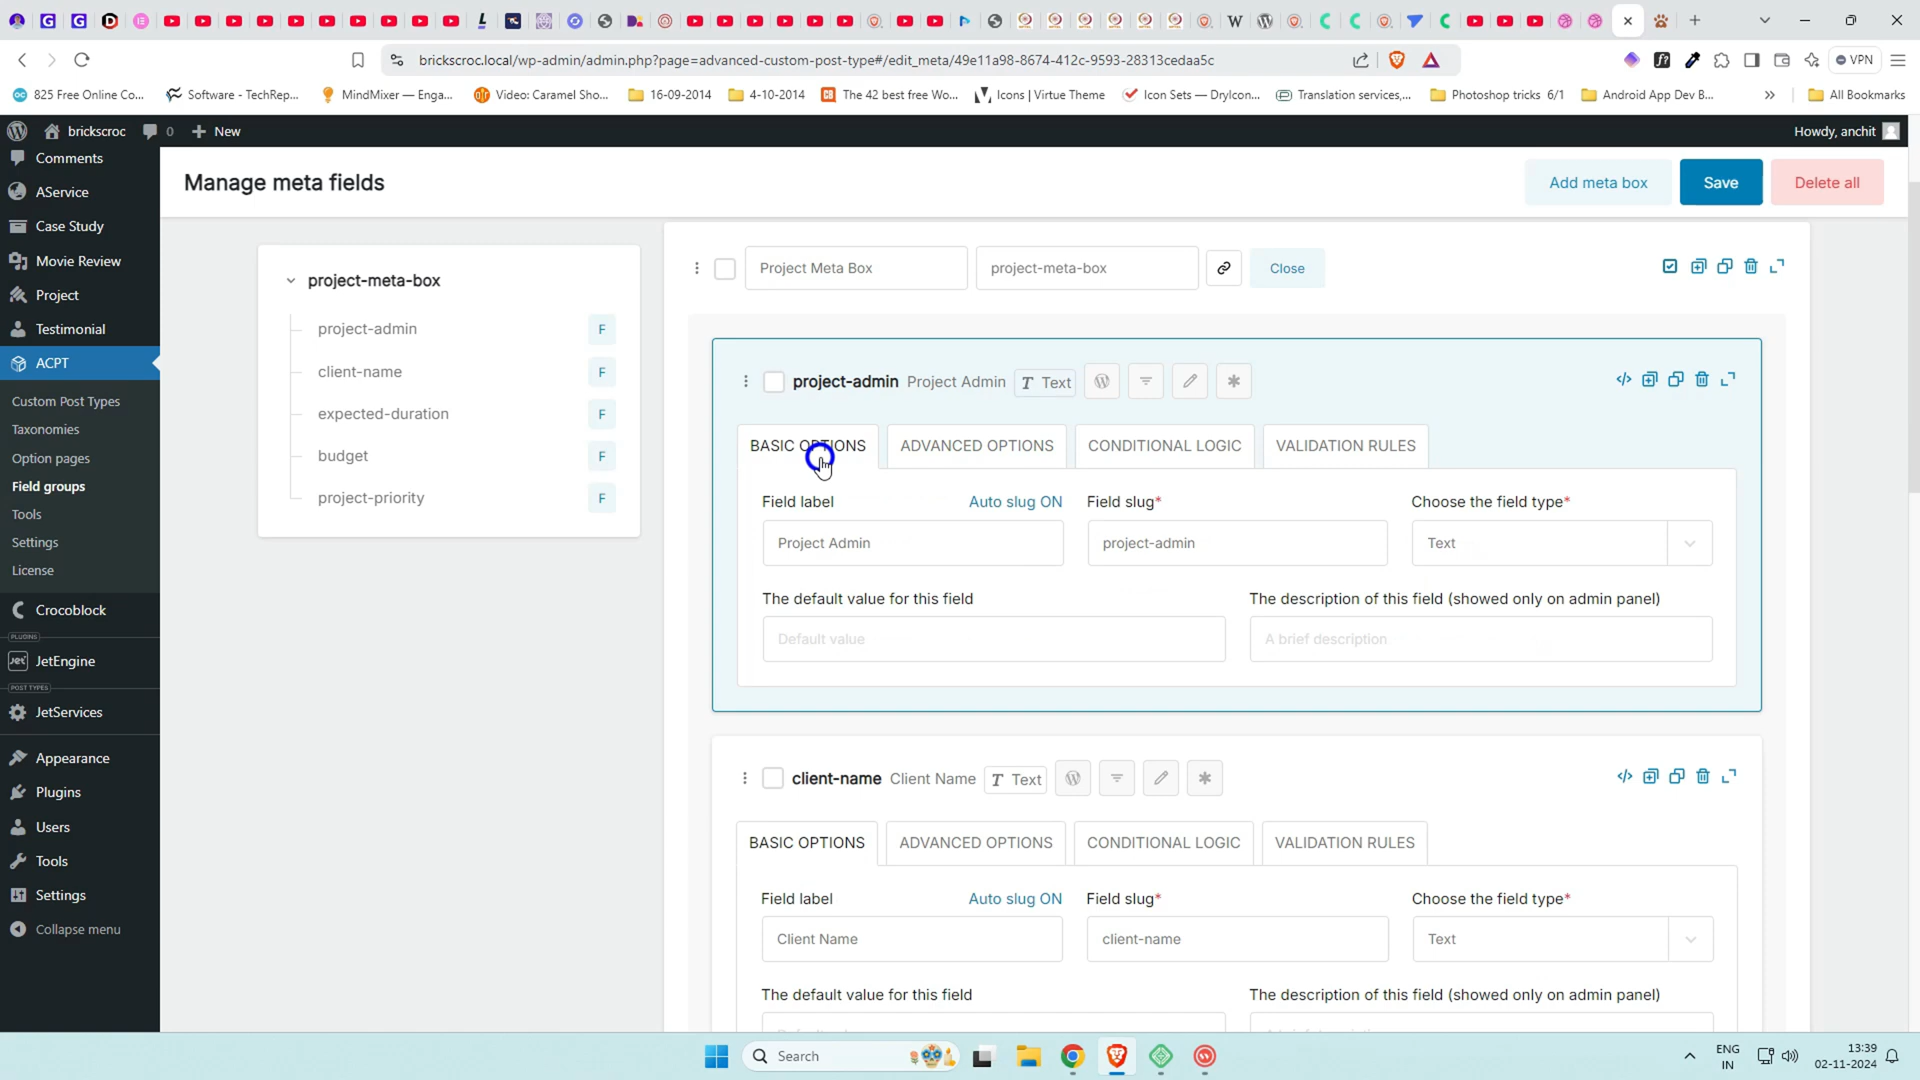 brickscroc.local/wp-admin/admin.php?page=advanced-custom-post-type#/edit_meta/49e11a98-8674-412c-9593-28313cedaa5c
VPN
825 Free Online Co...
Software - TechRep...
MindMixer — Enga...
Video: Caramel Sho...
16-09-2014
4-10-2014
The 42 best free Wo...
Icons | Virtue Theme
Icon Sets — DryIcon...
Translation services,...
Photoshop tricks 6/1
Android App Dev B...
»
All Bookmarks
brickscroc
0
New
Howdy, anchit
Comments
AService
Case Study
Movie Review
Project
Testimonial
ACPT
Custom Post Types
Taxonomies
Option pages
Field groups
Tools
Settings
License
Crocoblock
PLUGINS
JetEngine
POST TYPES
JetServices
Appearance
Plugins
Users
Tools
Settings
Collapse menu
Manage meta fields
Add meta box
Save
Delete all
project-meta-box
project-admin F
client-name F
expected-duration F
budget F
project-priority F
Project Meta Box
project-meta-box
Close
project-admin Project Admin T Text
BASIC OPTIONS
ADVANCED OPTIONS
CONDITIONAL LOGIC
VALIDATION RULES
Field label
Auto slug ON
Field slug*
Choose the field type*
Project Admin
project-admin
Text
The default value for this field
The description of this field (showed only on admin panel)
Default value
A brief description
client-name Client Name T Text
BASIC OPTIONS
ADVANCED OPTIONS
CONDITIONAL LOGIC
VALIDATION RULES
Field label
Auto slug ON
Field slug*
Choose the field type*
Client Name
client-name
Text
The default value for this field
The description of this field (showed only on admin panel)
Search
ENG
IN
13:39
02-11-2024